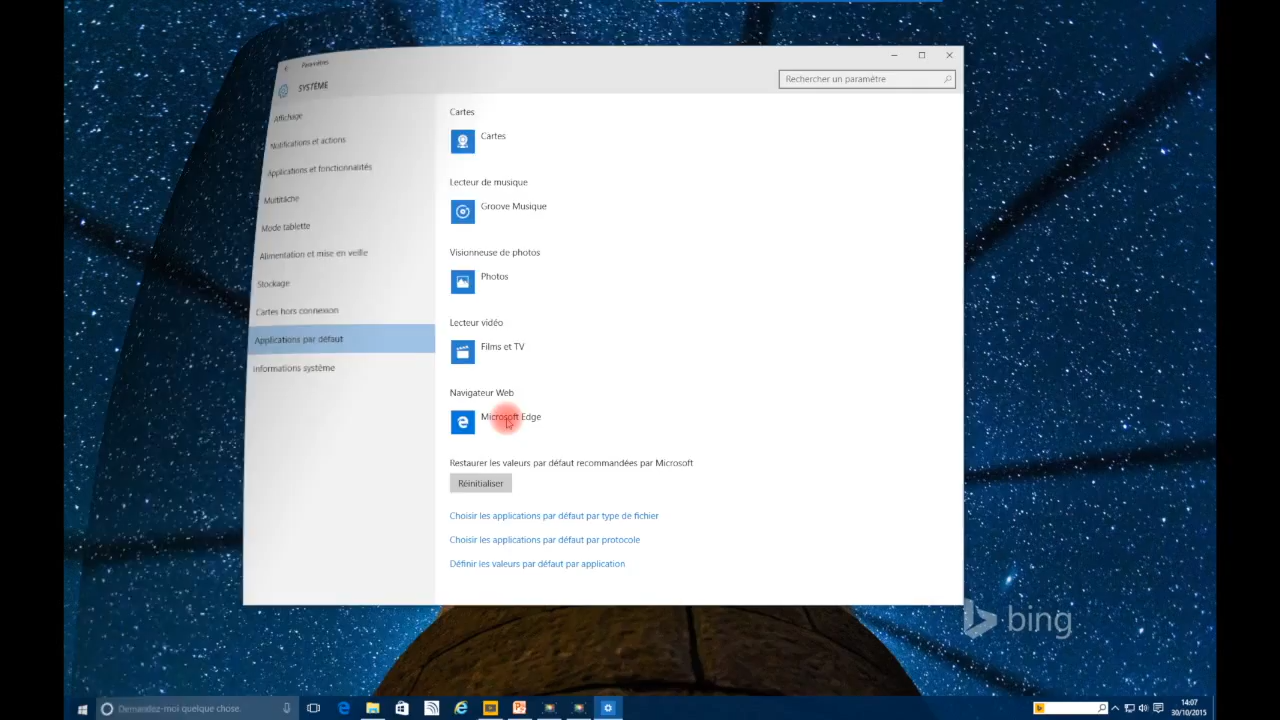 Paramètres
SYSTÈME
Rechercher un paramètre
Affichage
Notifications et actions
Applications et fonctionnalités
Multitâche
Mode tablette
Alimentation et mise en veille
Stockage
Cartes hors connexion
Applications par défaut
Informations système
Cartes
Cartes
Lecteur de musique
Groove Musique
Visionneuse de photos
Photos
Lecteur vidéo
Films et TV
Navigateur Web
Microsoft Edge
Restaurer les valeurs par défaut recommandées par Microsoft
Réinitialiser
Choisir les applications par défaut par type de fichier
Choisir les applications par défaut par protocole
Définir les valeurs par défaut par application
bing
Demandez-moi quelque chose.
14:07
30/10/2015